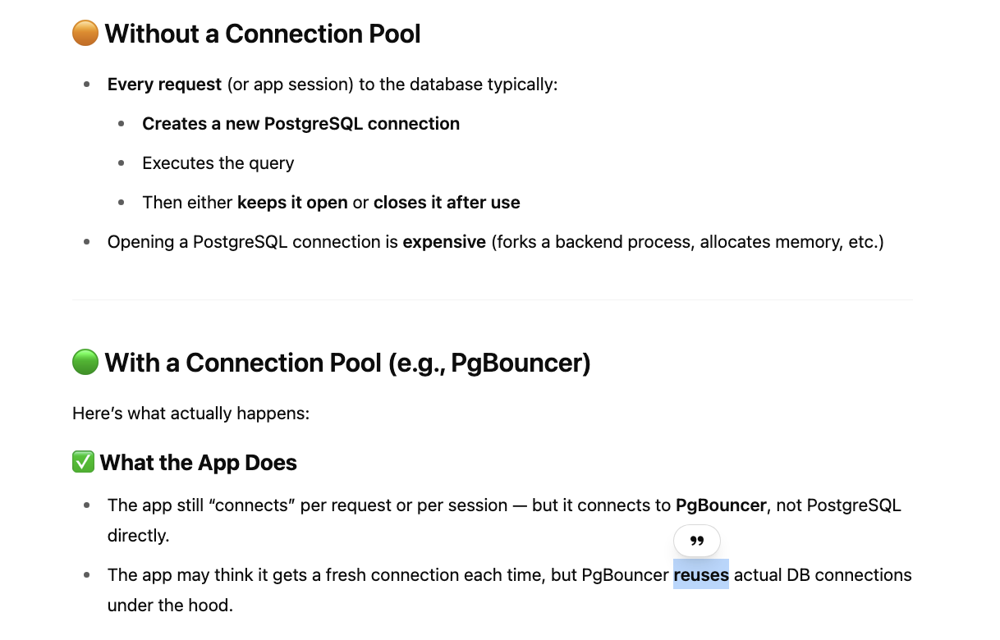 🟠 Without a Connection Pool
• Every request (or app session) to the database typically:
• Creates a new PostgreSQL connection
• Executes the query
• Then either keeps it open or closes it after use
• Opening a PostgreSQL connection is expensive (forks a backend process, allocates memory, etc.)
🟢 With a Connection Pool (e.g., PgBouncer)
Here’s what actually happens:
✅ What the App Does
• The app still “connects” per request or per session — but it connects to PgBouncer, not PostgreSQL
directly.
• The app may think it gets a fresh connection each time, but PgBouncer reuses actual DB connections
under the hood.